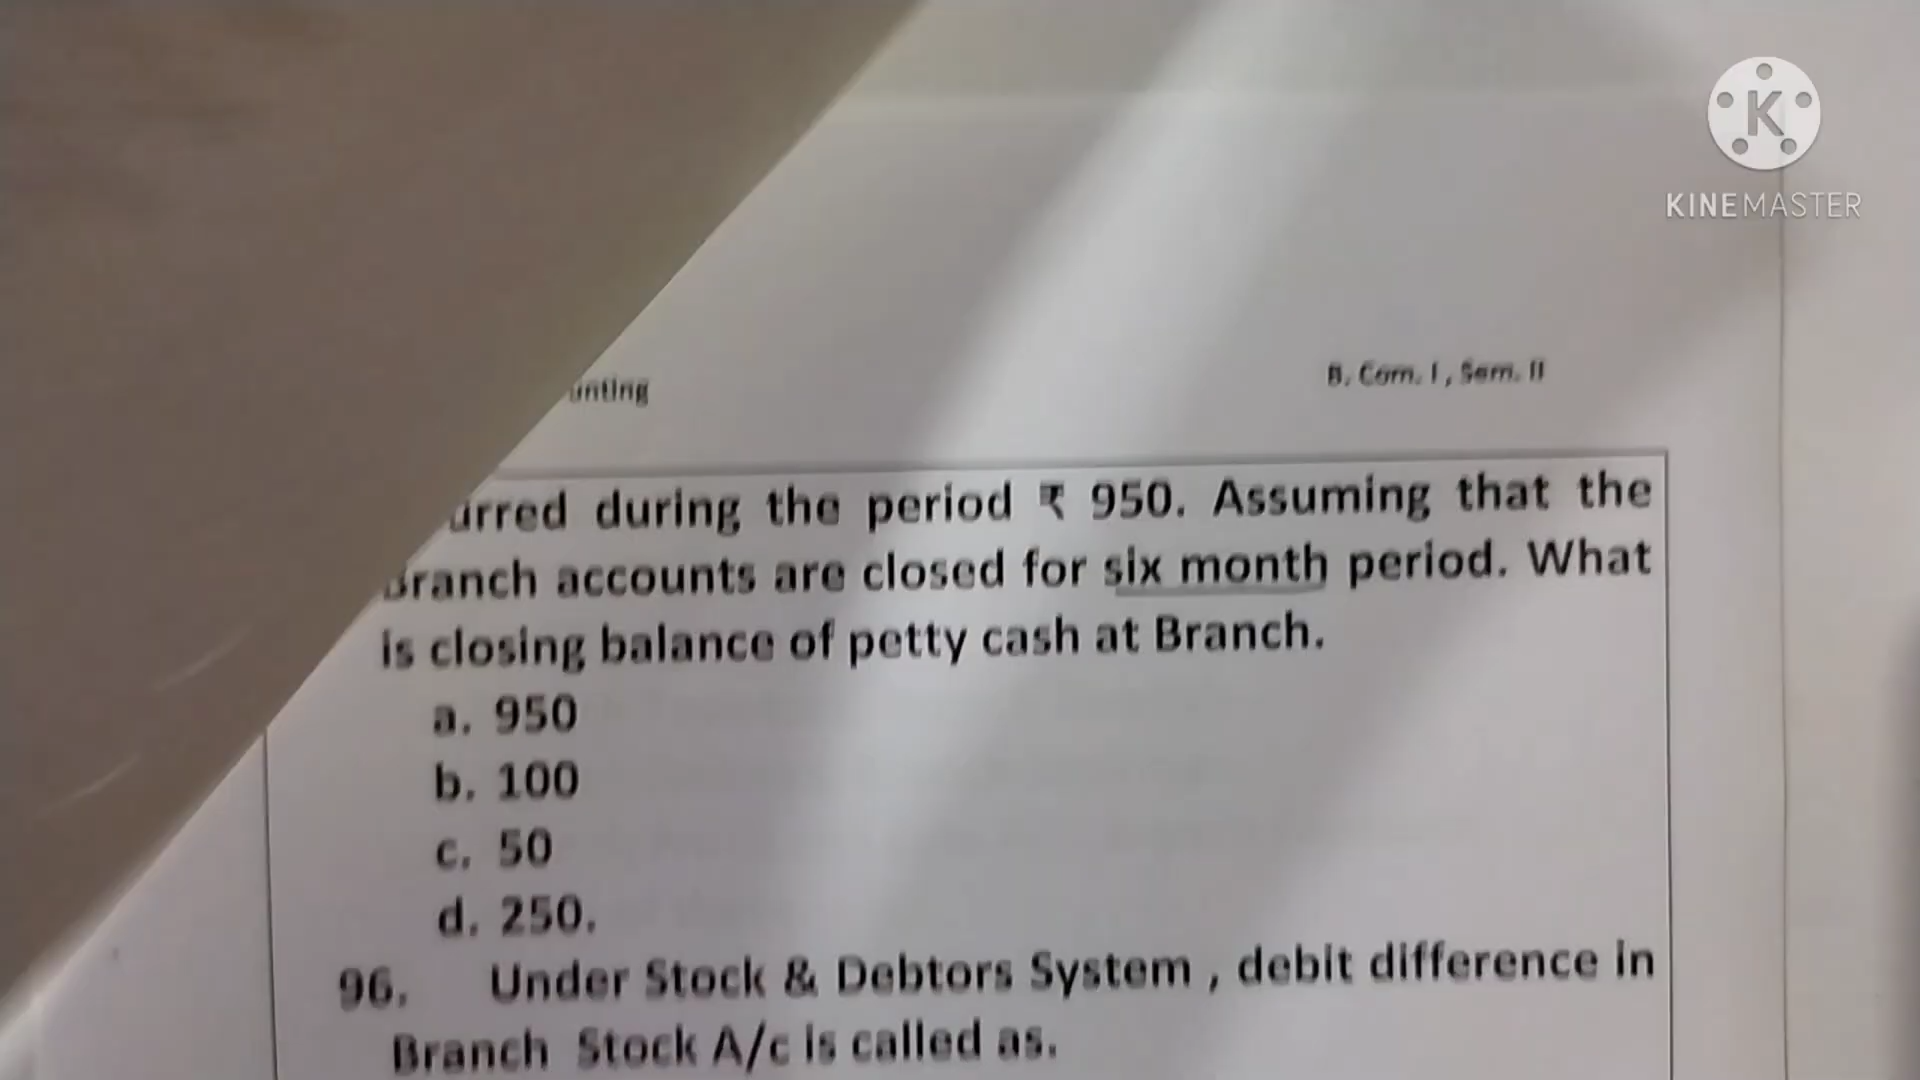 K
KINEMASTER
unting
B. Com. I , Sem. II
urred during the period ₹ 950. Assuming that the
Branch accounts are closed for six month period. What
is closing balance of petty cash at Branch.
a. 950
b. 100
c. 50
d. 250.
96. Under Stock & Debtors System , debit difference in
Branch Stock A/c is called as.